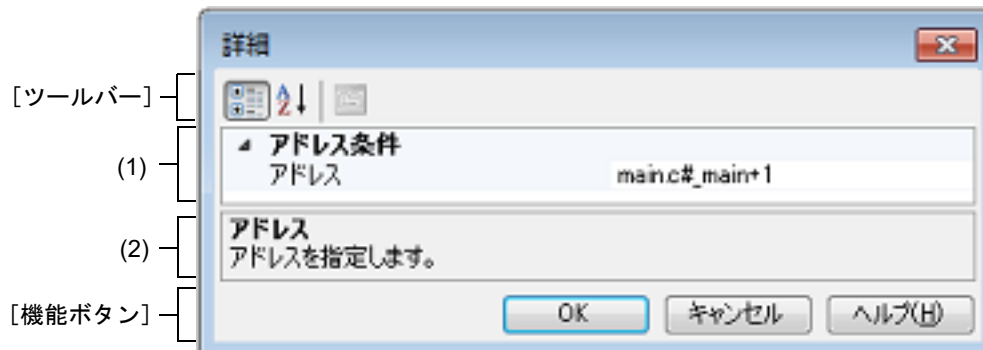 詳細
[ツールバー]
(1)
アドレス条件
アドレス main.c#_main+1
(2)
アドレス
アドレスを指定します。
[機能ボタン]
OK キャンセル ヘルプ(H)